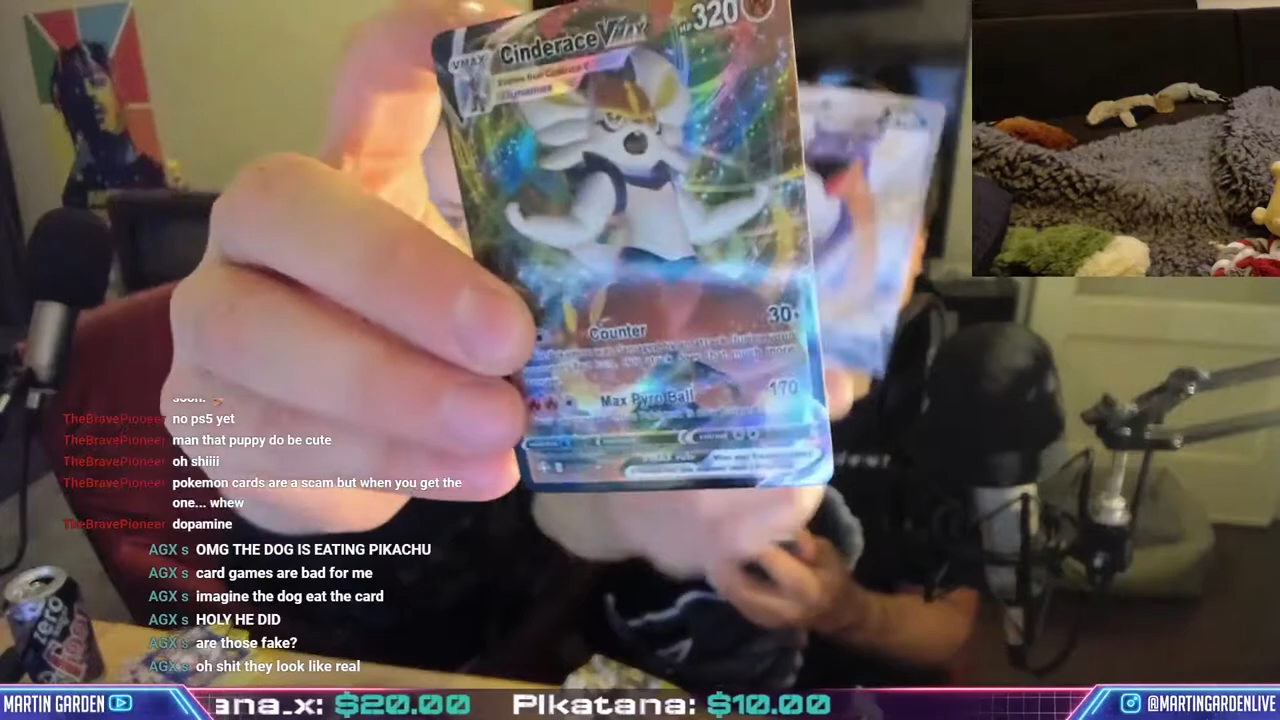 Cinderace VMAX
HP 320
VMAX
Dynamax
Counter 30+
Max Pyro Ball 170
soon!
TheBravePioneer no ps5 yet
TheBravePioneer man that puppy do be cute
TheBravePioneer oh shiiii
TheBravePioneer pokemon cards are a scam but when you get the
one... whew
TheBravePioneer dopamine
AGX s OMG THE DOG IS EATING PIKACHU
AGX s card games are bad for me
AGX s imagine the dog eat the card
AGX s HOLY HE DID
AGX s are those fake?
AGX s oh shit they look like real
zero
MARTIN GARDEN
ana_x: $20.00 Pikatana: $10.00
@MARTINGARDENLIVE